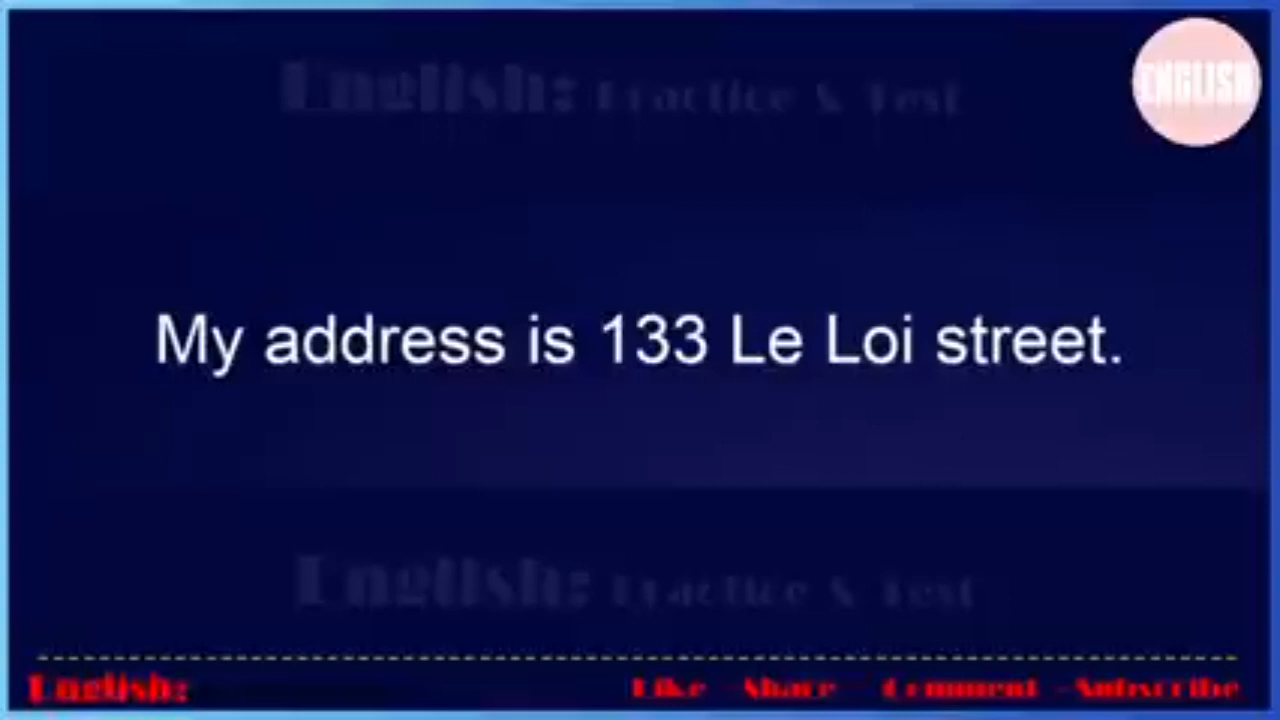 English: Practice & Test
ENGLISH
My address is 133 Le Loi street.
English: Practice & Test
English:
Like - Share - Comment - Subscribe